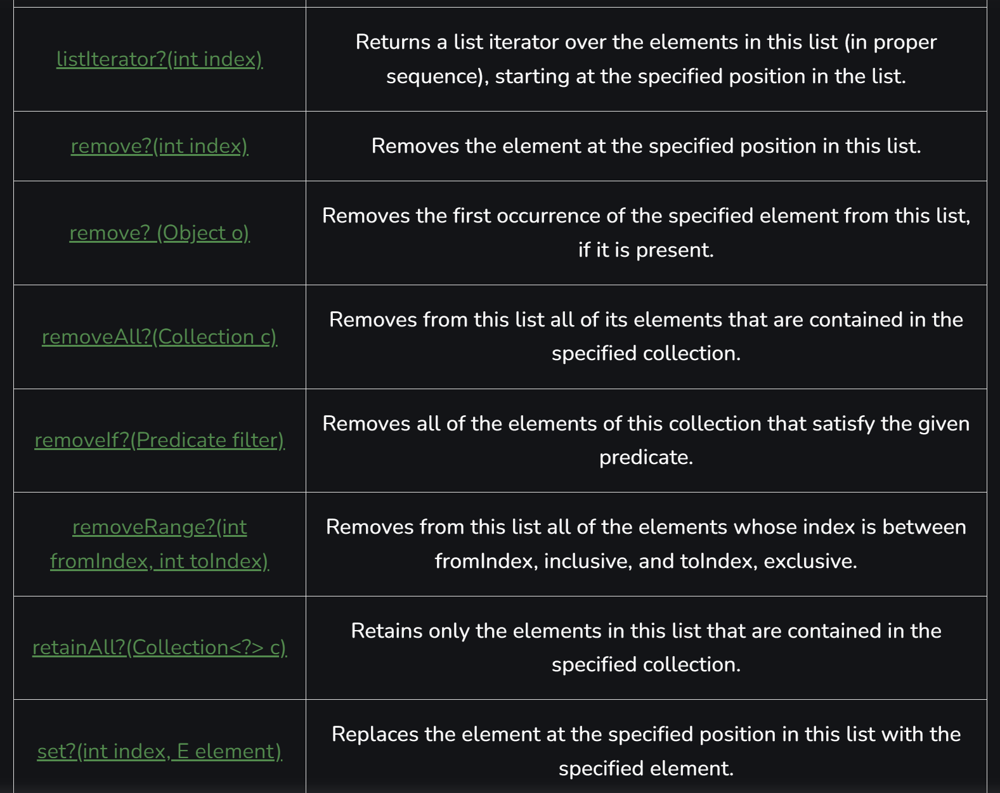 listIterator?(int index)
Returns a list iterator over the elements in this list (in proper
sequence), starting at the specified position in the list.
remove?(int index)
Removes the element at the specified position in this list.
remove? (Object o)
Removes the first occurrence of the specified element from this list,
if it is present.
removeAll?(Collection c)
Removes from this list all of its elements that are contained in the
specified collection.
removeIf?(Predicate filter)
Removes all of the elements of this collection that satisfy the given
predicate.
removeRange?(int
fromIndex, int toIndex)
Removes from this list all of the elements whose index is between
fromIndex, inclusive, and toIndex, exclusive.
retainAll?(Collection<?> c)
Retains only the elements in this list that are contained in the
specified collection.
set?(int index, E element)
Replaces the element at the specified position in this list with the
specified element.